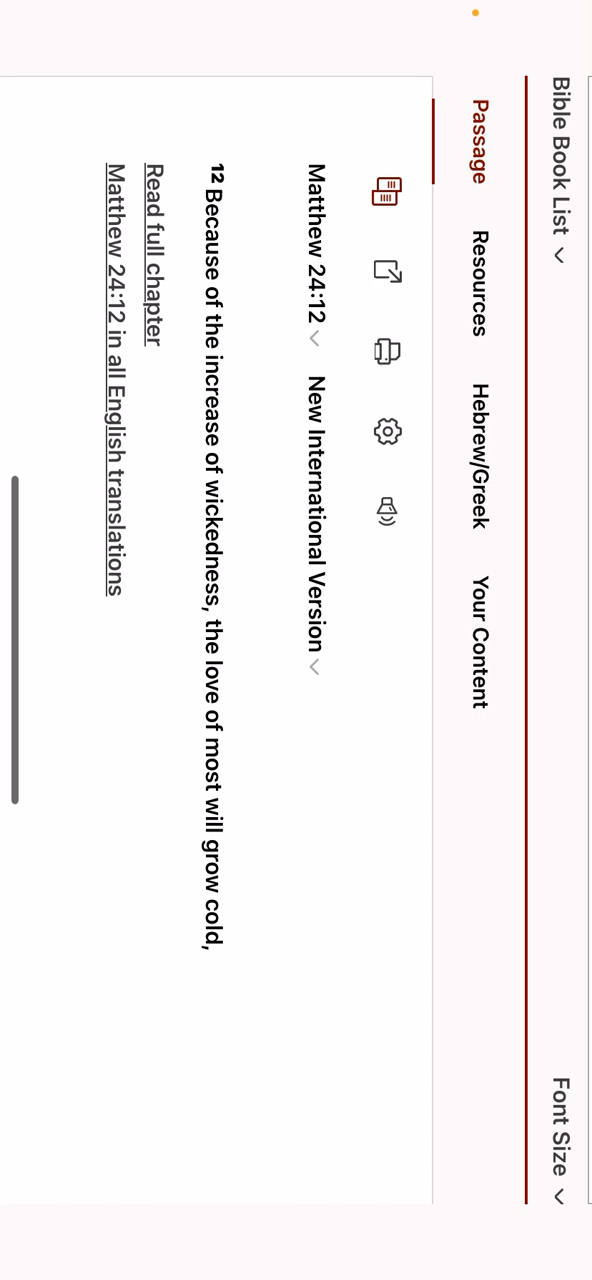 Bible Book List Font Size
Passage Resources Hebrew/Greek Your Content
Matthew 24:12 New International Version
12 Because of the increase of wickedness, the love of most will grow cold,
Read full chapter
Matthew 24:12 in all English translations